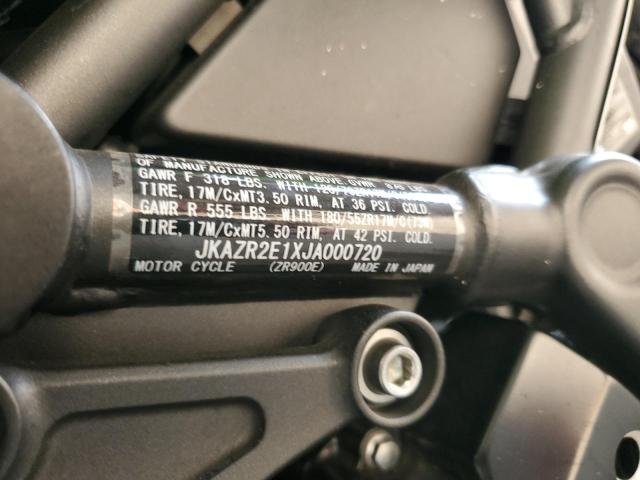 OF MANUFACTURE SHOWN ABOVE GVWR
GAWR F 318 LBS. WITH
TIRE, 17M/CxMT3.50 RIM, AT 36 PSI. COLD.
GAWR R 555 LBS. WITH 180/55ZR17M/C(73W)
TIRE, 17M/CxMT5.50 RIM, AT 42 PSI. COLD.
JKAZR2E1XJA000720
MOTOR CYCLE (ZR900E) MADE IN JAPAN